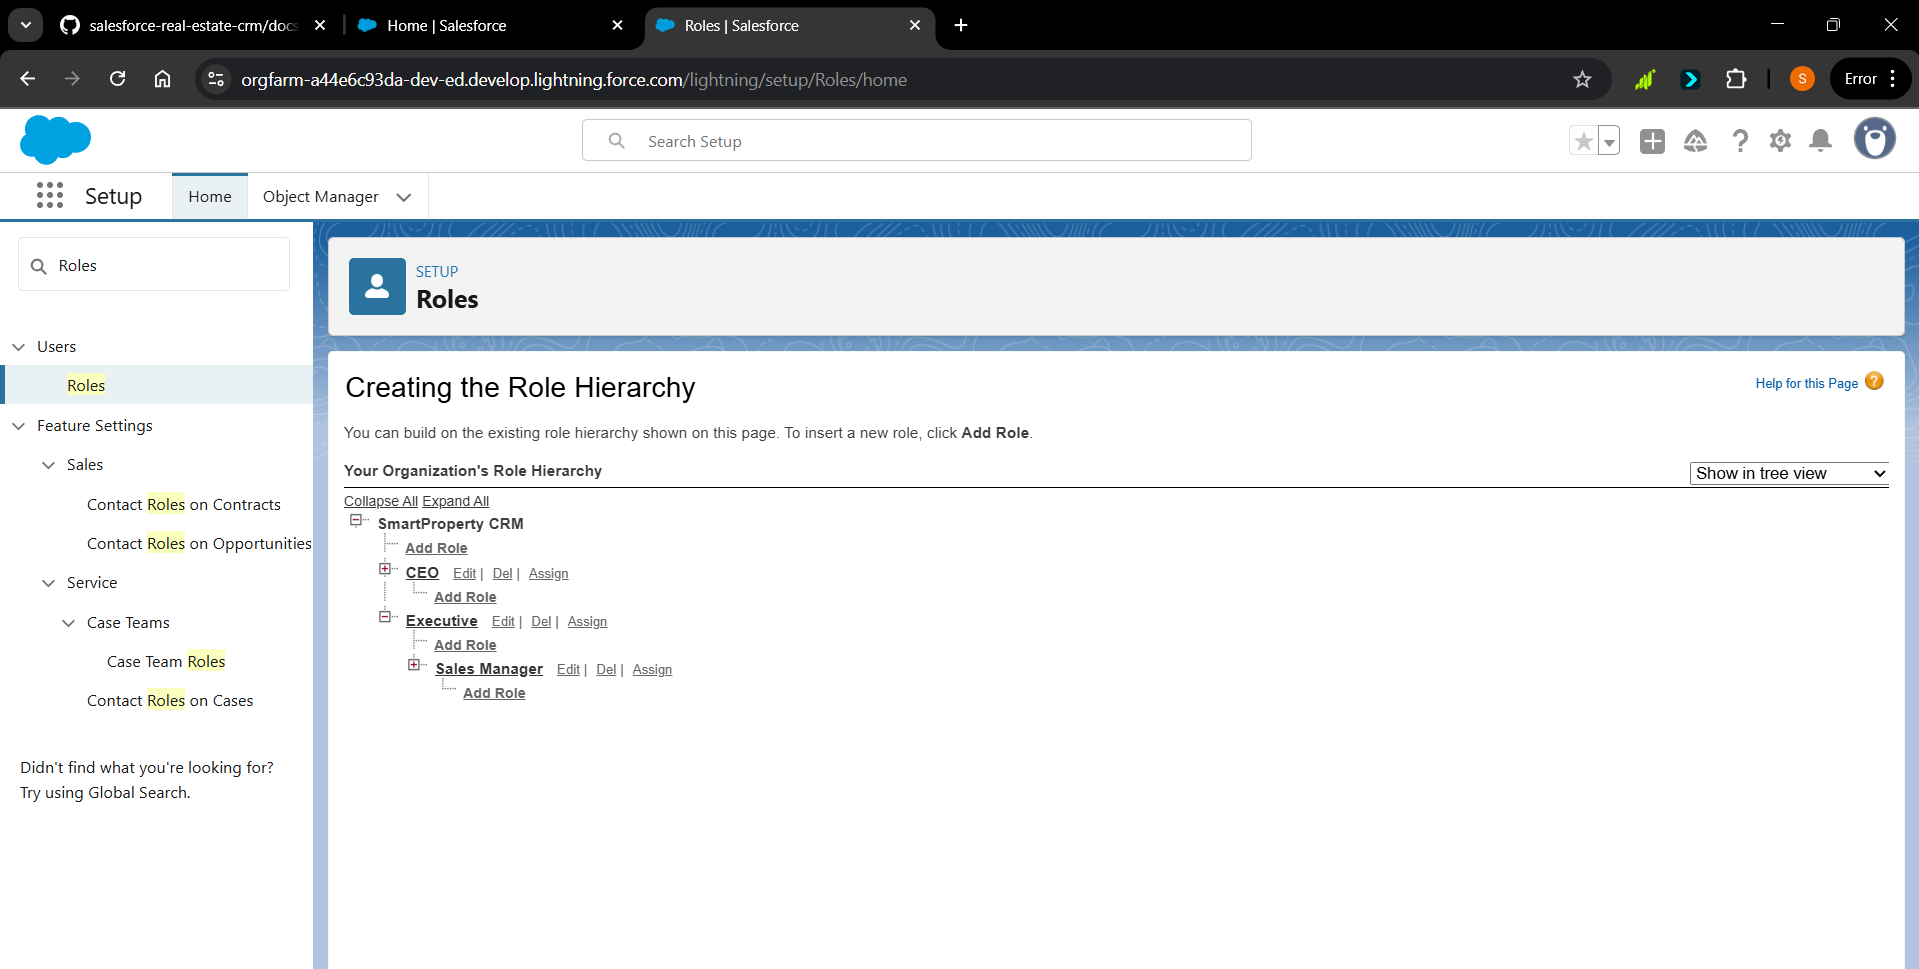 salesforce-real-estate-crm/docs
Home | Salesforce
Roles | Salesforce
orgfarm-a44e6c93da-dev-ed.develop.lightning.force.com/lightning/setup/Roles/home
S
Error
Search Setup
Setup
Home
Object Manager
Roles
Users
Roles
Feature Settings
Sales
Contact Roles on Contracts
Contact Roles on Opportunities
Service
Case Teams
Case Team Roles
Contact Roles on Cases
Didn't find what you're looking for?
Try using Global Search.
SETUP
Roles
Creating the Role Hierarchy
Help for this Page ?
You can build on the existing role hierarchy shown on this page. To insert a new role, click Add Role.
Your Organization's Role Hierarchy
Show in tree view
Collapse All Expand All
SmartProperty CRM
Add Role
CEO Edit | Del | Assign
Add Role
Executive Edit | Del | Assign
Add Role
Sales Manager Edit | Del | Assign
Add Role